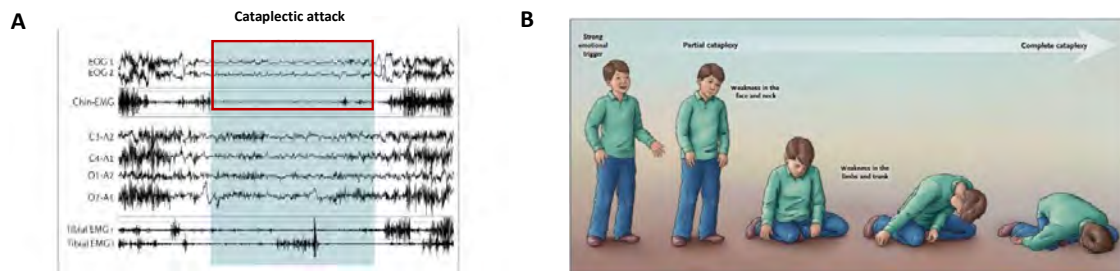 A
Cataplectic attack
EOG 1
EOG 2
Chin-EMG
C3-A2
C4-A1
O1-A2
O2-A1
Tibial EMG r
Tibial EMG l
B
Strong
emotional
trigger
Partial cataplexy
Complete cataplexy
Weakness in the
face and neck
Weakness in the
limbs and trunk